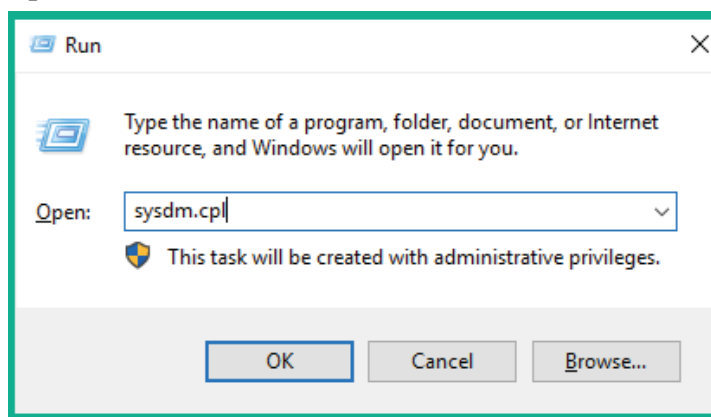 Run
Type the name of a program, folder, document, or Internet
resource, and Windows will open it for you.
Open: sysdm.cpl
This task will be created with administrative privileges.
OK Cancel Browse...